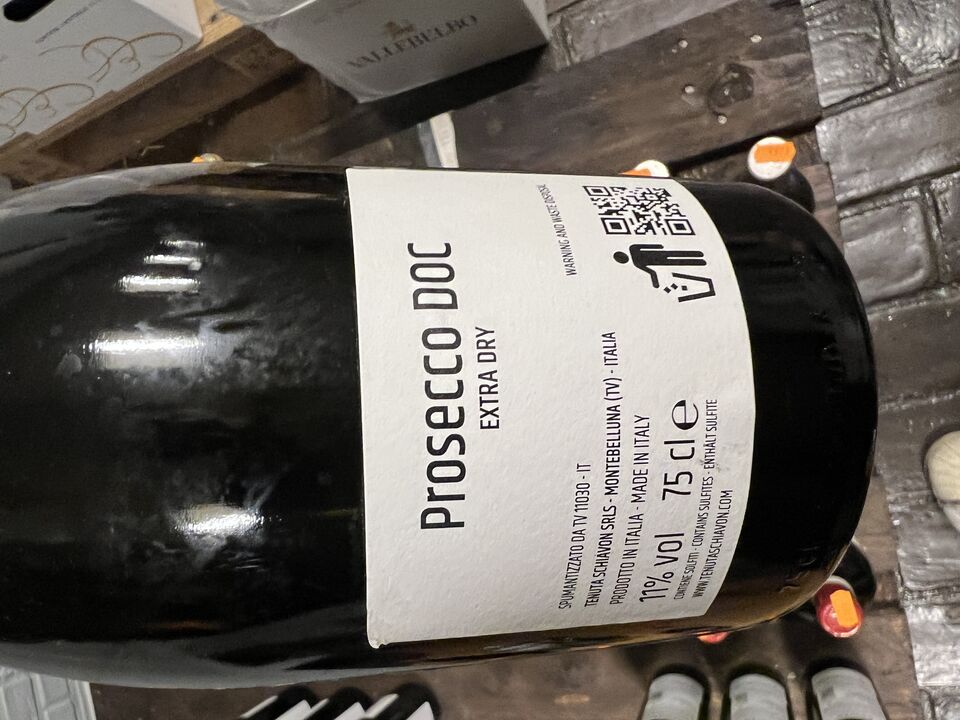 VALLEBELBO
Prosecco DOC
EXTRA DRY
WARNING AND WASTE DISPOSAL
SPUMANTIZZATO DA TV 11030 - IT
TENUTA SCHIAVON SRLS - MONTEBELLUNA (TV) - ITALIA
PRODOTTO IN ITALIA - MADE IN ITALY
11% vol 75 cl e
CONTIENE SOLFITI - CONTAINS SULFITES - ENTHÄLT SULFITE
WWW.TENUTASCHIAVON.COM